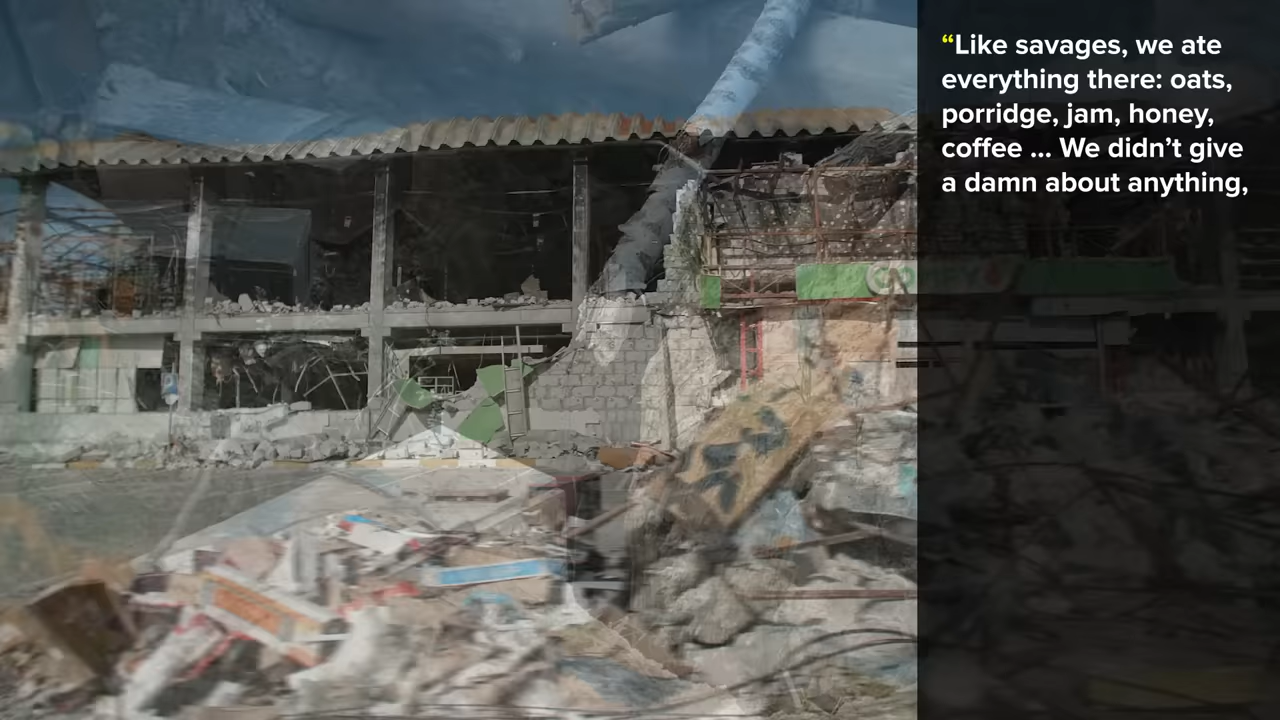 “Like savages, we ate
everything there: oats,
porridge, jam, honey,
coffee ... We didn’t give
a damn about anything,